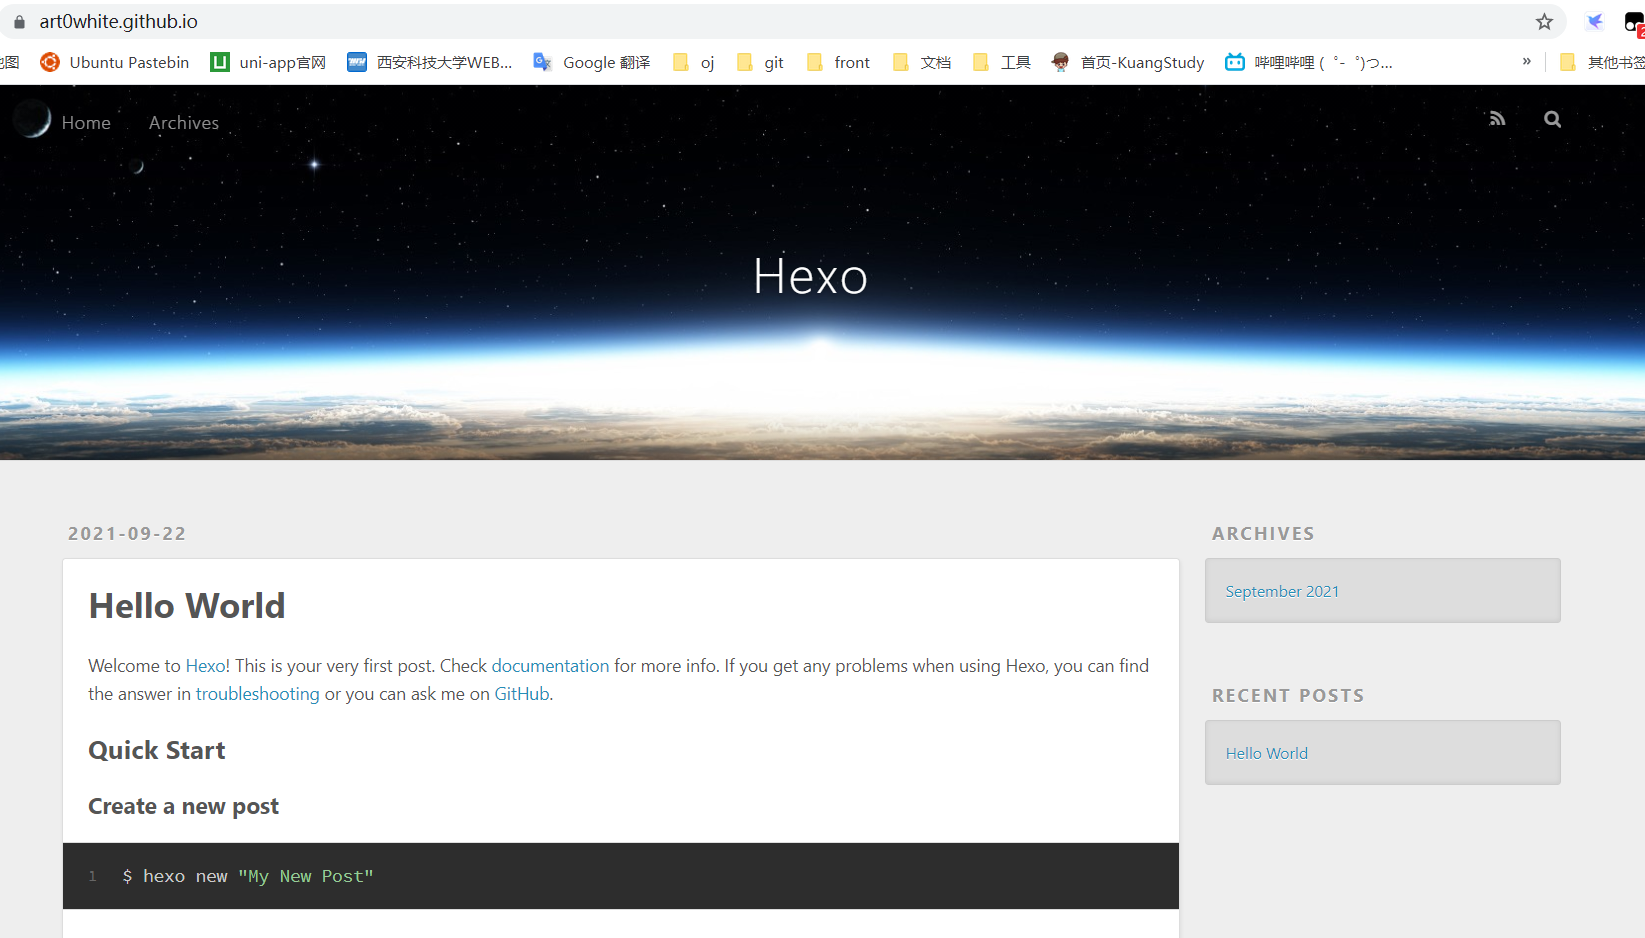 art0white.github.io
图 Ubuntu Pastebin uni-app官网 西安科技大学WEB... Google 翻译 oj git front 文档 工具 首页-KuangStudy 哔哩哔哩 ( ゜- ゜)つ... » 其他书签
Home Archives
Hexo
2021-09-22
Hello World
Welcome to Hexo! This is your very first post. Check documentation for more info. If you get any problems when using Hexo, you can find
the answer in troubleshooting or you can ask me on GitHub.
Quick Start
Create a new post
1 $ hexo new "My New Post"
ARCHIVES
September 2021
RECENT POSTS
Hello World